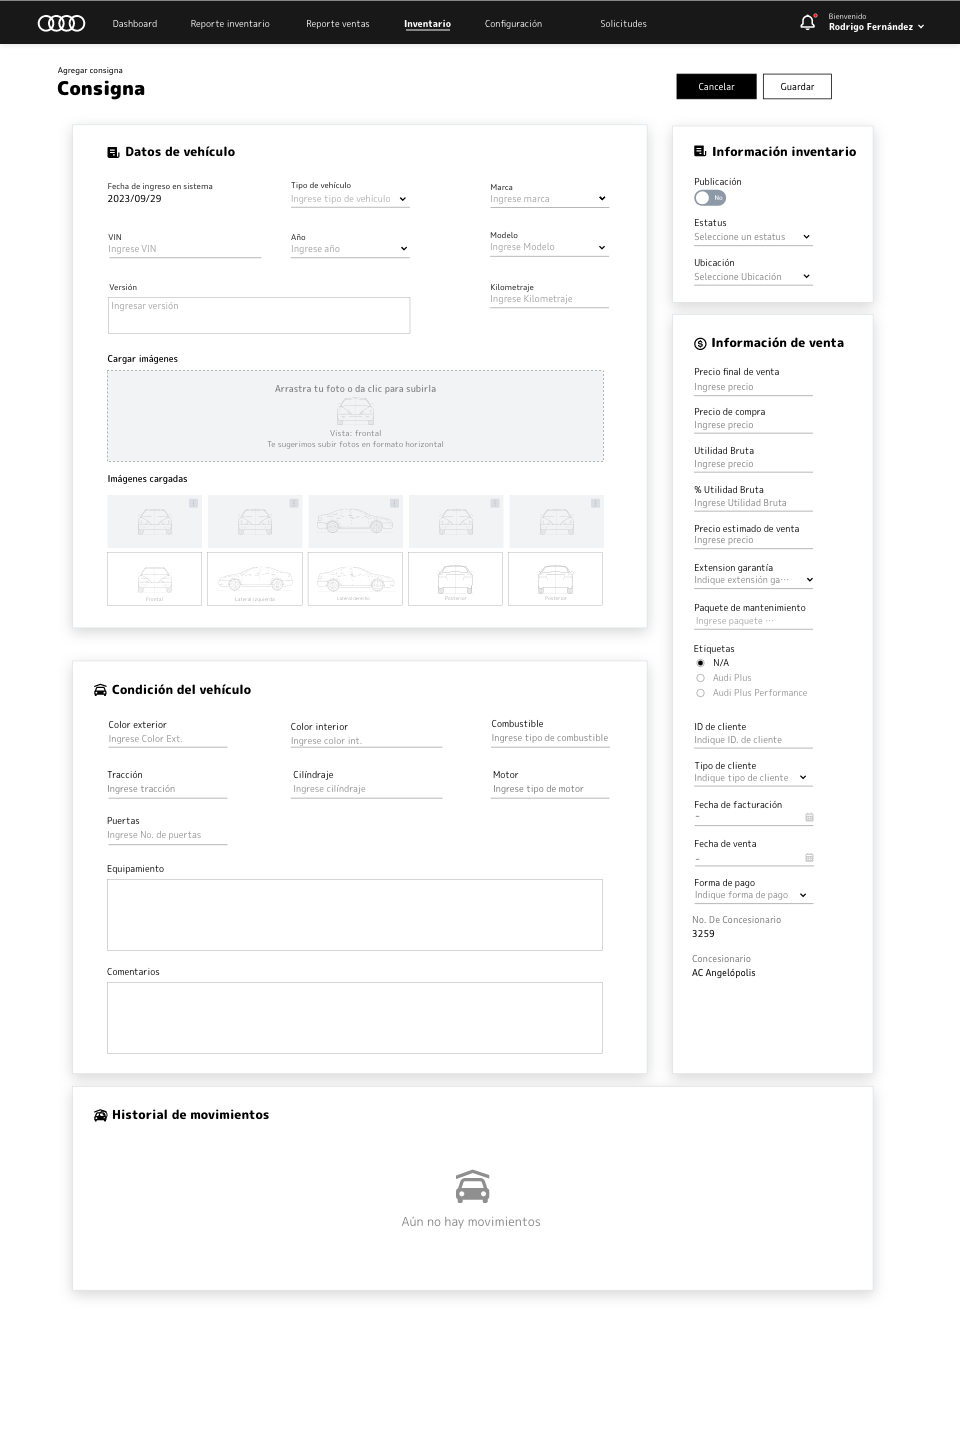 Dashboard
Reporte inventario
Reporte ventas
Inventario
Configuración
Solicitudes
Bienvenido
Rodrigo Fernández
Agregar consigna
Consigna
Cancelar
Guardar
Datos de vehículo
Fecha de ingreso en sistema
2023/09/29
Tipo de vehículo
Ingrese tipo de vehículo
Marca
Ingrese marca
VIN
Ingrese VIN
Año
Ingrese año
Modelo
Ingrese Modelo
Versión
Ingresar versión
Kilometraje
Ingrese Kilometraje
Cargar imágenes
Arrastra tu foto o da clic para subirla
Vista: frontal
Te sugerimos subir fotos en formato horizontal
Imágenes cargadas
Frontal
Lateral izquierda
Lateral derecho
Posterior
Posterior
Información inventario
Publicación
No
Estatus
Seleccione un estatus
Ubicación
Seleccione Ubicación
Información de venta
Precio final de venta
Ingrese precio
Precio de compra
Ingrese precio
Utilidad Bruta
Ingrese precio
% Utilidad Bruta
Ingrese Utilidad Bruta
Precio estimado de venta
Ingrese precio
Extension garantía
Indique extensión ga···
Paquete de mantenimiento
Ingrese paquete ···
Etiquetas
N/A
Audi Plus
Audi Plus Performance
ID de cliente
Indique ID. de cliente
Tipo de cliente
Indique tipo de cliente
Fecha de facturación
–
Fecha de venta
–
Forma de pago
Indique forma de pago
No. De Concesionario
3259
Concesionario
AC Angelópolis
Condición del vehículo
Color exterior
Ingrese Color Ext.
Color interior
Ingrese color int.
Combustible
Ingrese tipo de combustible
Tracción
Ingrese tracción
Cilíndraje
Ingrese cilíndraje
Motor
Ingrese tipo de motor
Puertas
Ingrese No. de puertas
Equipamiento
Comentarios
Historial de movimientos
Aún no hay movimientos